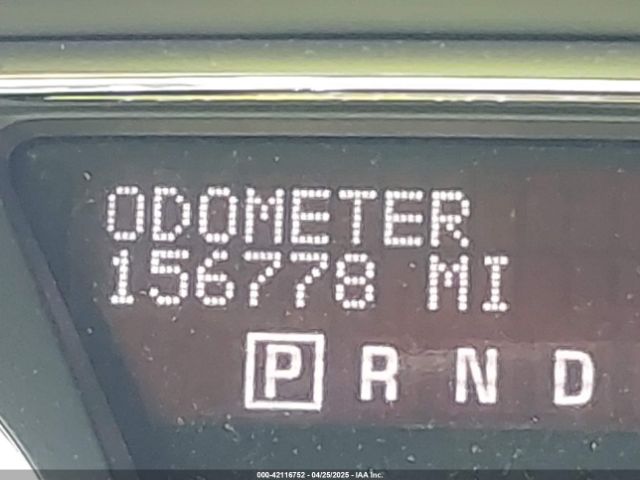 ODOMETER
156778 MI
P R N D
000-42116752 - 04/25/2025 - IAA Inc.